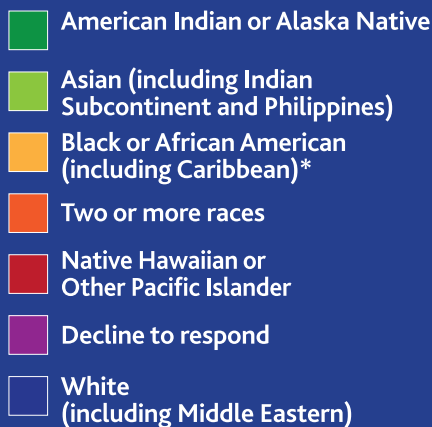 American Indian or Alaska Native
Asian (including Indian
Subcontinent and Philippines)
Black or African American
(including Caribbean)*
Two or more races
Native Hawaiian or
Other Pacific Islander
Decline to respond
White
(including Middle Eastern)